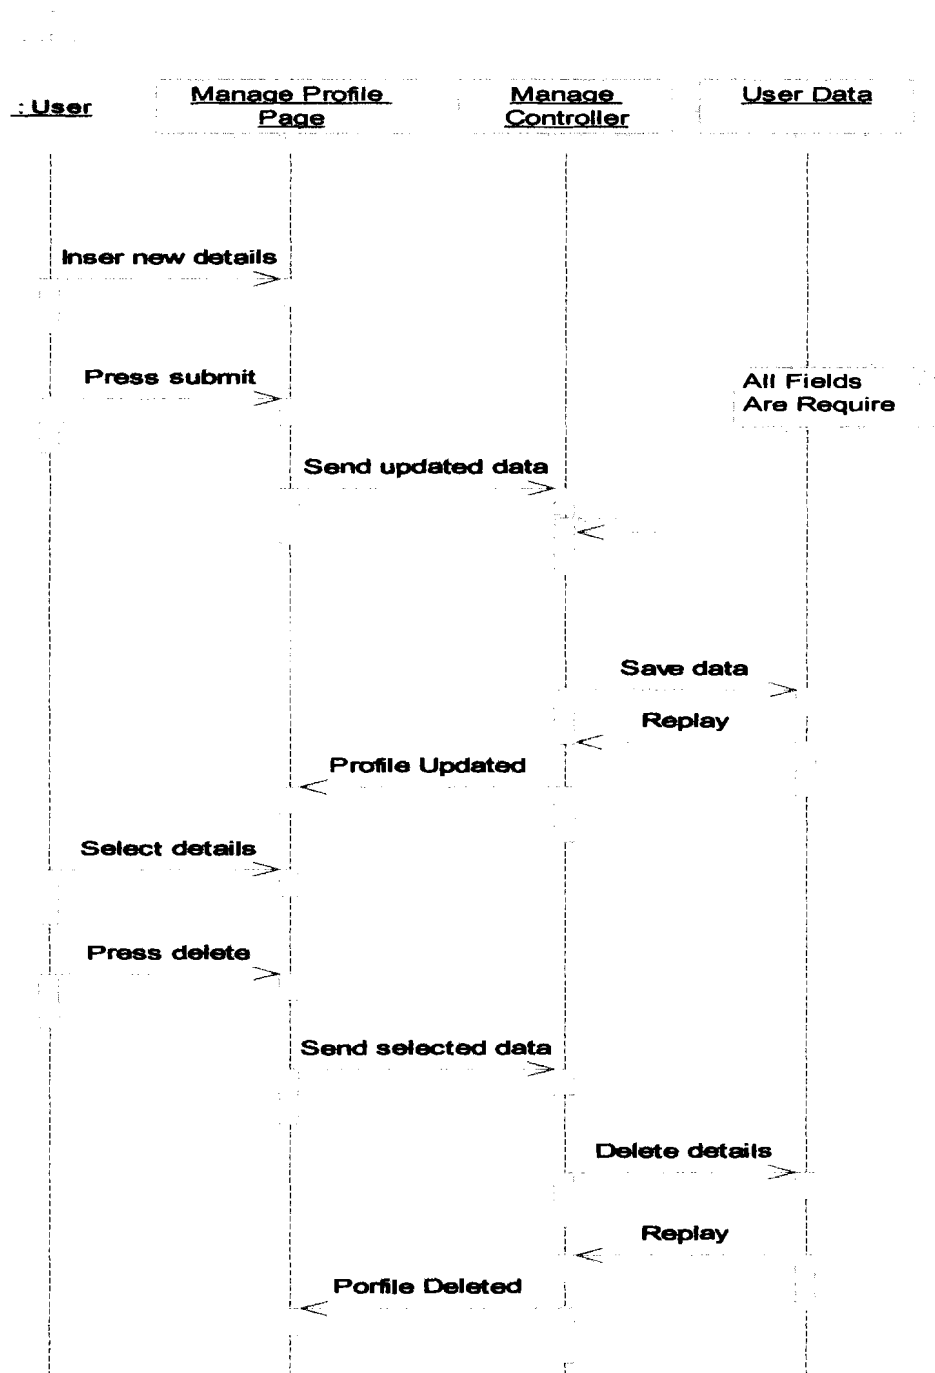 : User
Manage Profile
Page
Manage
Controller
User Data
Inser new details
Press submit
All Fields
Are Require
Send updated data
Save data
Replay
Profile Updated
Select details
Press delete
Send selected data
Delete details
Replay
Porfile Deleted